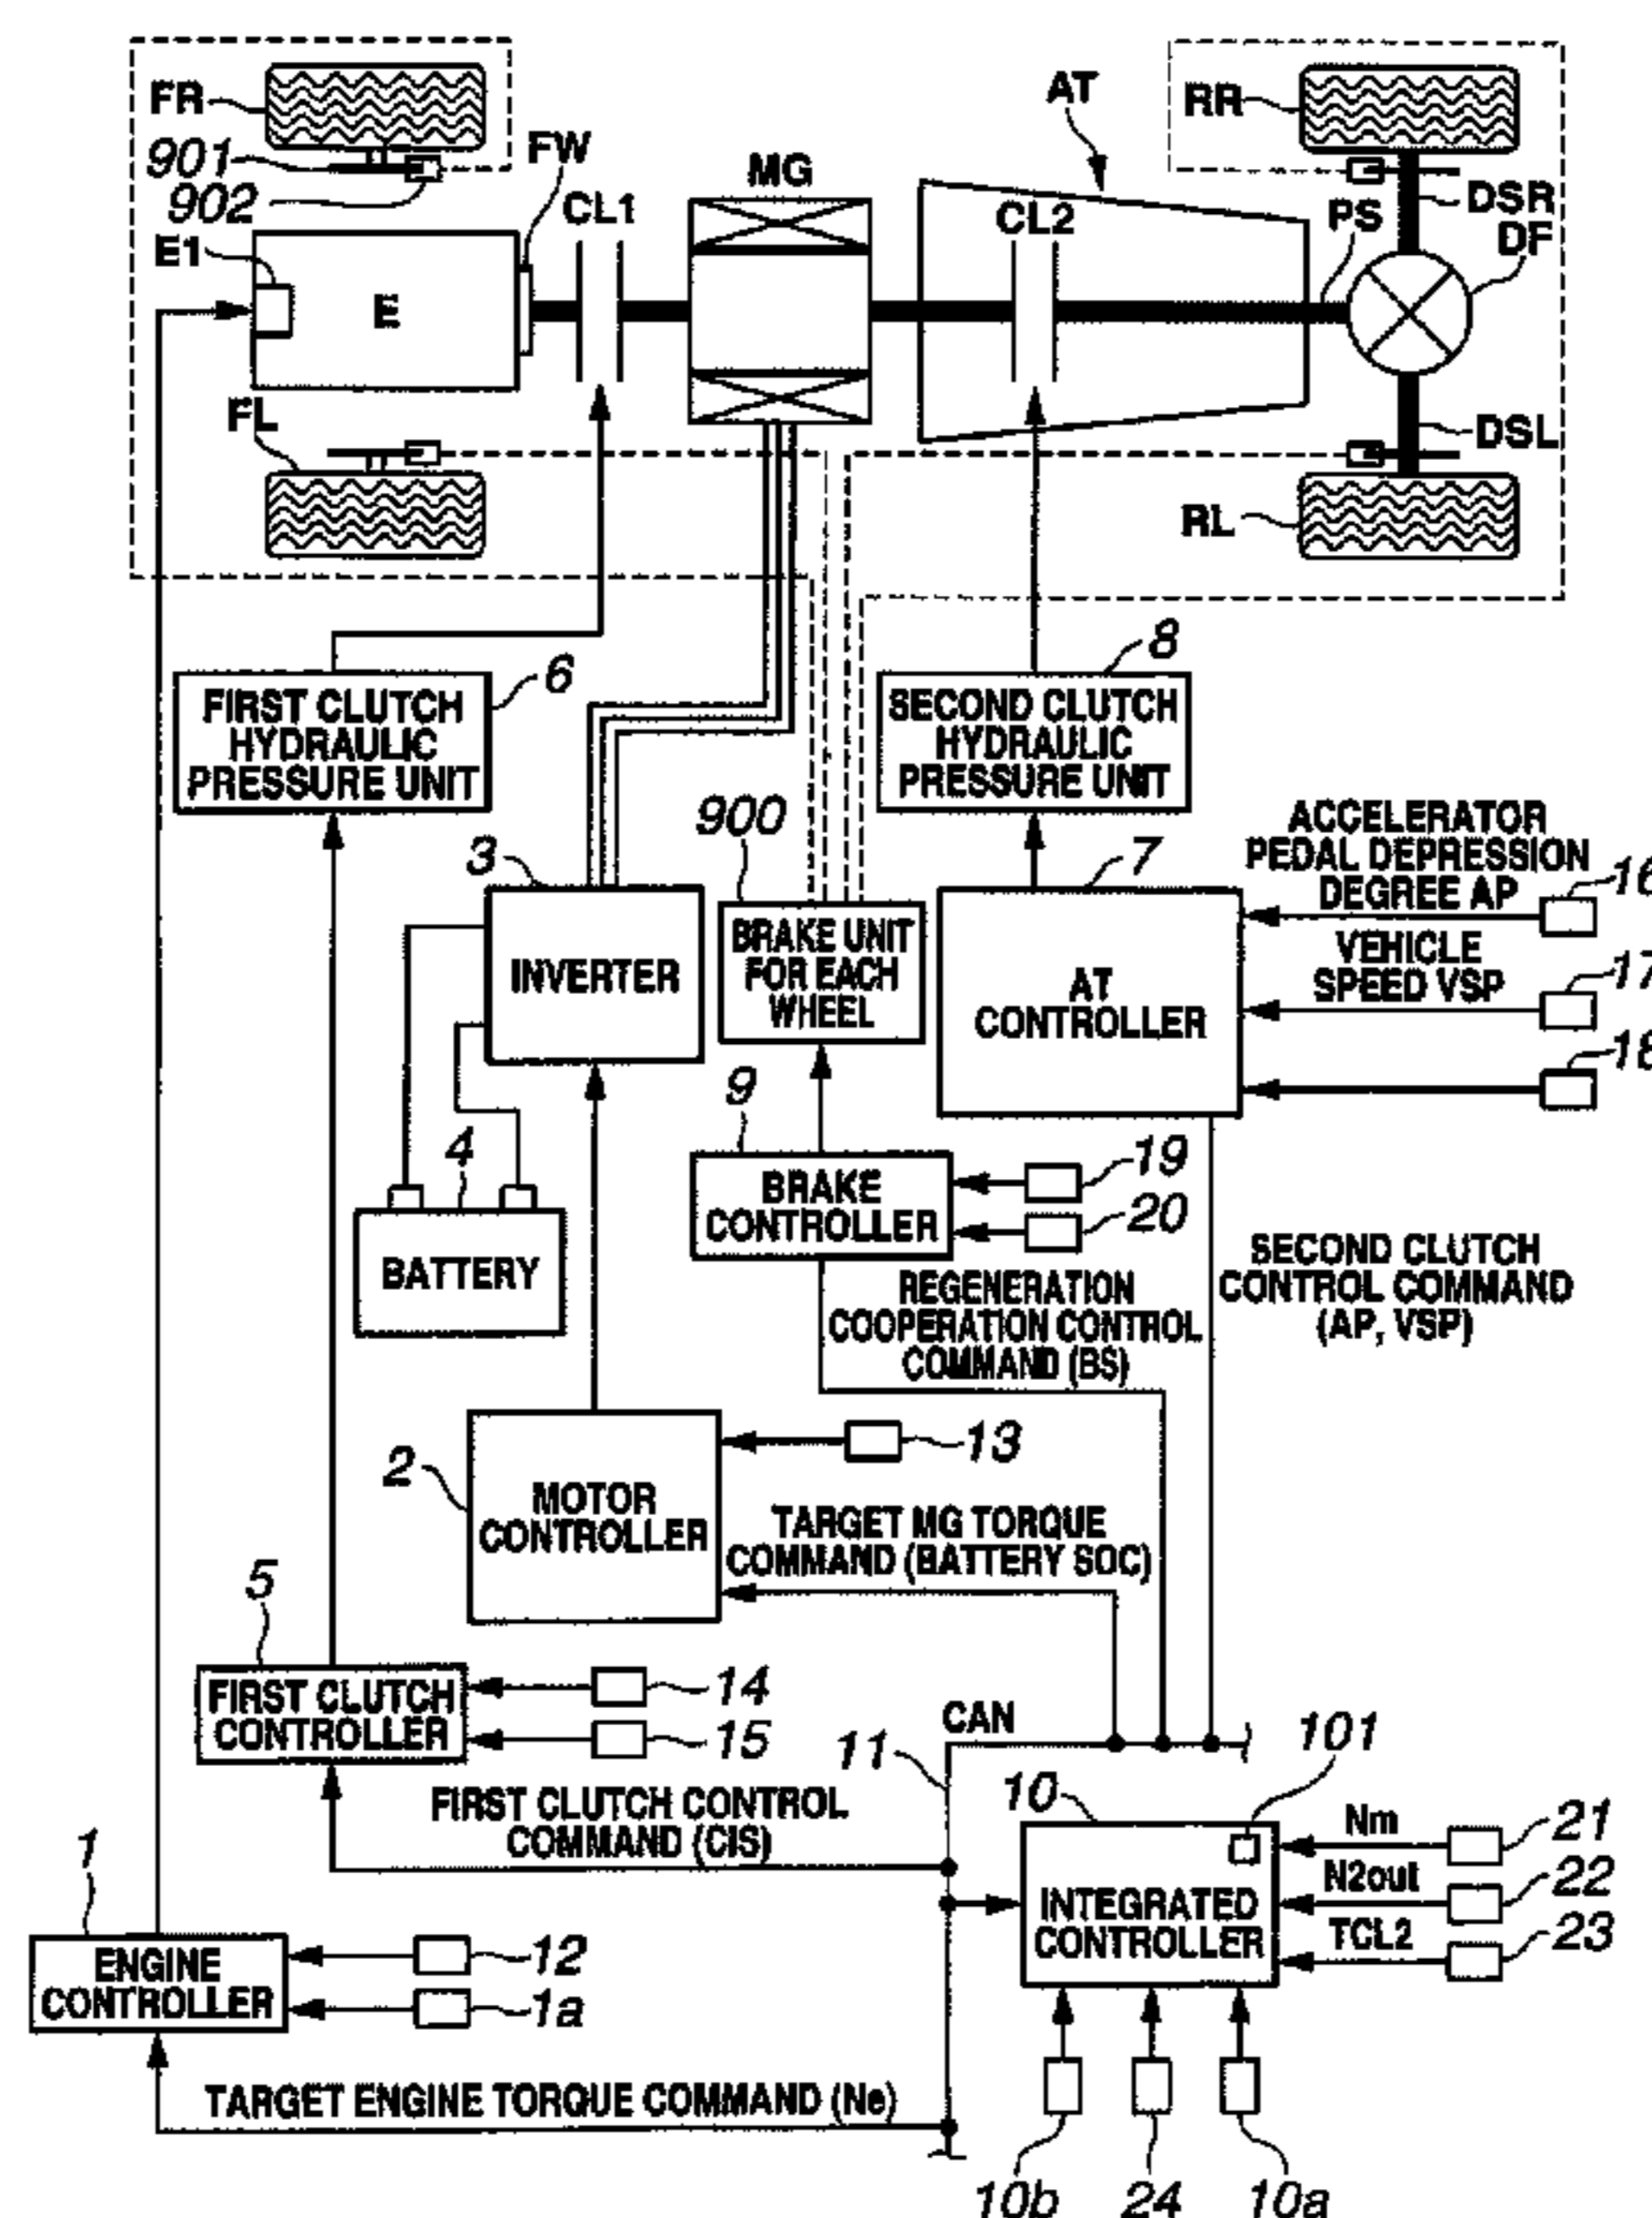 FR
901
902
E1
E
FW
CL1
MG
AT
CL2
RR
DSR
PS
DF
FL
DSL
RL
6
FIRST CLUTCH
HYDRAULIC
PRESSURE UNIT
8
SECOND CLUTCH
HYDRAULIC
PRESSURE UNIT
3
INVERTER
900
BRAKE UNIT
FOR EACH
WHEEL
7
AT
CONTROLLER
ACCELERATOR
PEDAL DEPRESSION
DEGREE AP
16
VEHICLE
SPEED VSP
17
18
4
BATTERY
9
BRAKE
CONTROLLER
19
20
REGENERATION
COOPERATION CONTROL
COMMAND (BS)
SECOND CLUTCH
CONTROL COMMAND
(AP, VSP)
2
MOTOR
CONTROLLER
13
TARGET MG TORQUE
COMMAND (BATTERY SOC)
5
FIRST CLUTCH
CONTROLLER
14
15
FIRST CLUTCH CONTROL
COMMAND (CIS)
CAN
11
101
10
INTEGRATED
CONTROLLER
Nm
21
N2out
22
TCL2
23
1
ENGINE
CONTROLLER
12
1a
TARGET ENGINE TORQUE COMMAND (Ne)
10b
24
10a